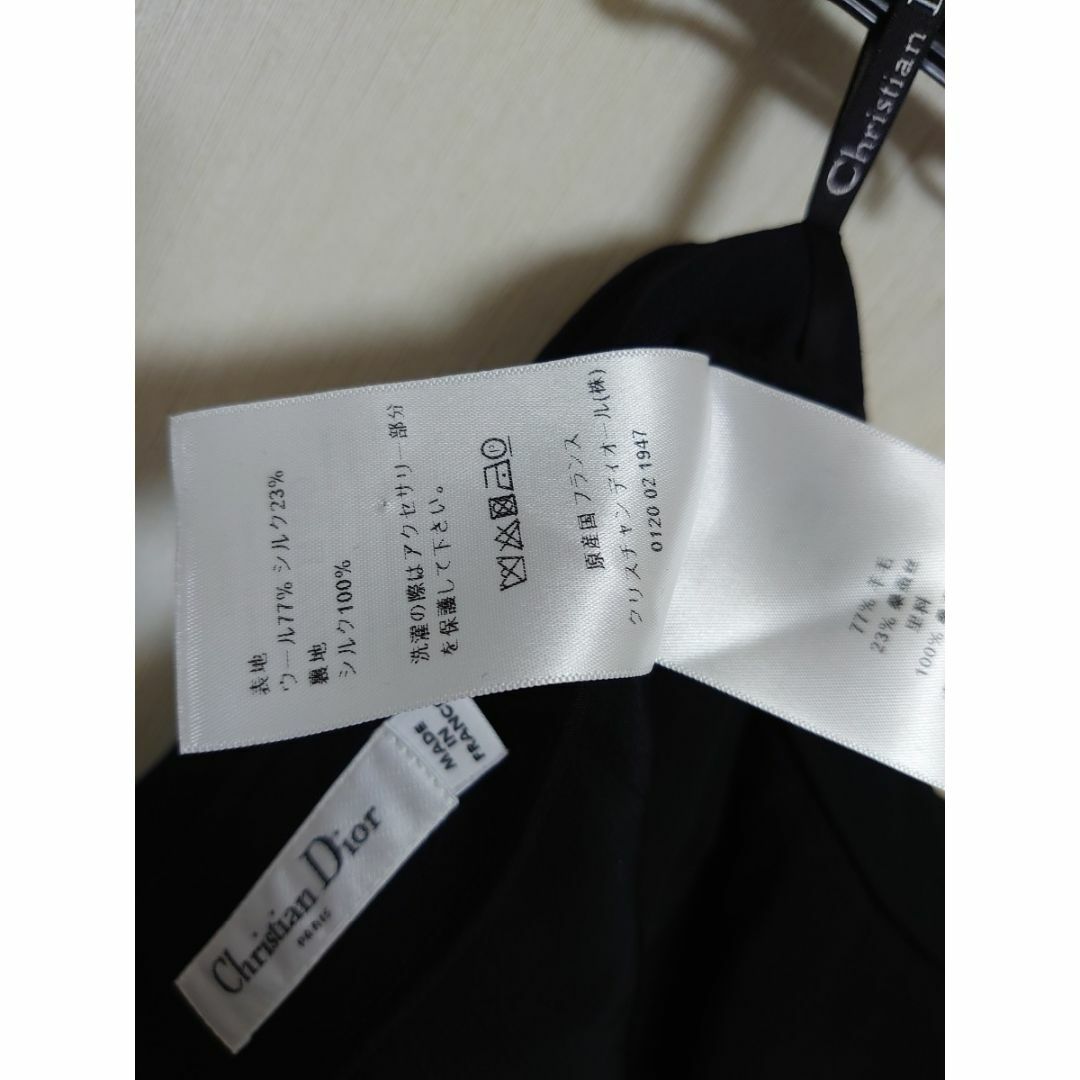 Christian
表地
ウール77% シルク23%
裏地
シルク100%
洗濯の際はアクセサリー部分
を保護して下さい。
原産国 フランス
クリスチャン ディオール(株)
0120 02 1947
77% 羊毛
23% 桑蚕丝
里料
100%
MADE
IN
Christian Dior
PARIS